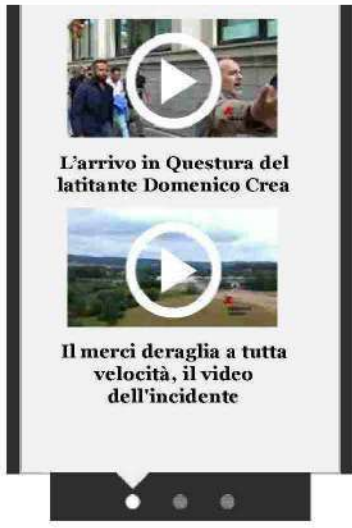 L'arrivo in Questura del
latitante Domenico Crea
Il merci deraglia a tutta
velocità, il video
dell'incidente